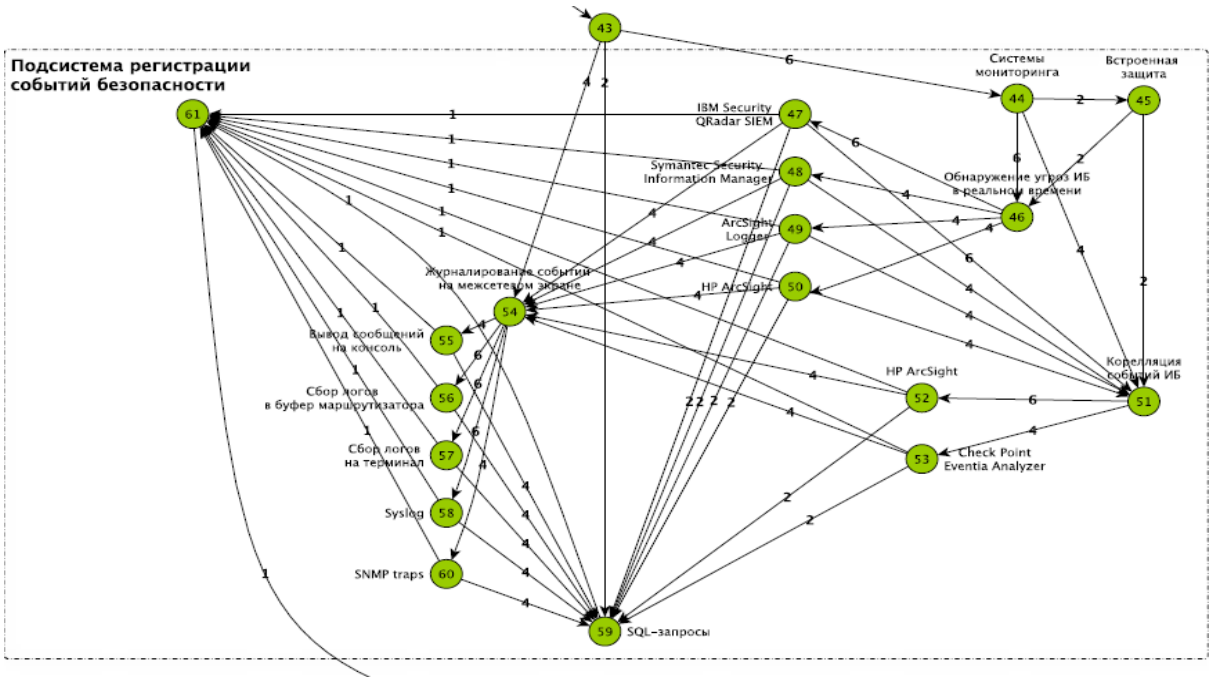 43
4
2
6
Подсистема регистрации
событий безопасности
Системы
мониторинга
Встроенная
защита
61
44
2
45
IBM Security
QRadar SIEM
47
1
6
6
2
Symantec Security
Information Manager
48
1
4
Обнаружение угроз ИБ
в реальном времени
46
1
ArcSight
Logger
49
4
4
1
HP ArcSight
50
4
4
4
4
1
1
1
1
6
4
4
4
4
2
Журналирование событий
на межсетевом экране
54
Вывод сообщений
на консоль
55
4
6
6
6
4
Сбор логов
в буфер маршрутизатора
56
1
1
1
1
Сбор логов
на терминал
57
Syslog
58
SNMP traps
60
HP ArcSight
52
4
4
6
4
Корелляция
событий ИБ
51
53
Check Point
Eventia Analyzer
2
2
2
2
2
2
4
4
4
4
4
1
59
SQL-запросы